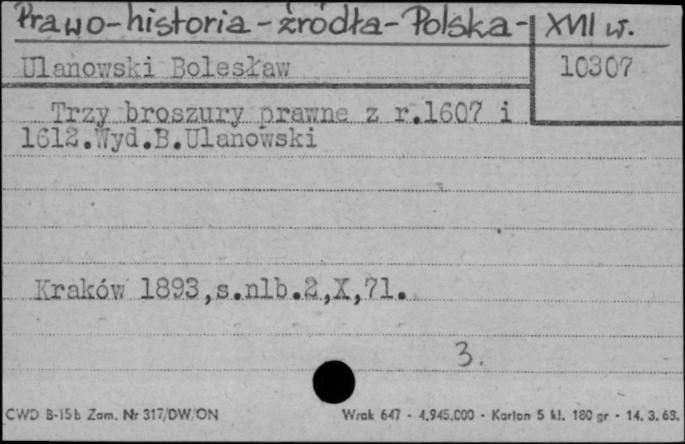 Prawo-historia-źródła-Polska- XVII w.
Ulanowski Bolesław 10307
Trzy broszury prawne z r.1607 i
1612.Wyd.B.Ulanowski
Kraków 1893,s.nlb.2,X,71.
3.
CWD B-15b Zam. Nr 317/DW/ON Wrak 647 - 4.945.000 - Karton 5 kl. 180 gr - 14. 3. 63.